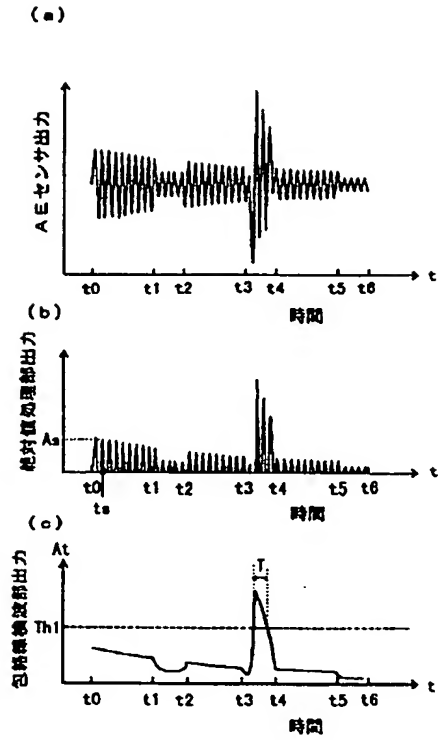 (a)
AEセンサ出力
t0 t1 t2 t3 t4 t5 t6 t
時間
(b)
絶対値処理部出力
As
t0 t1 t2 t3 t4 t5 t6 t
ts
時間
(c)
包絡線検波部出力
At
T
Th1
t0 t1 t2 t3 t4 t5 t6 t
時間